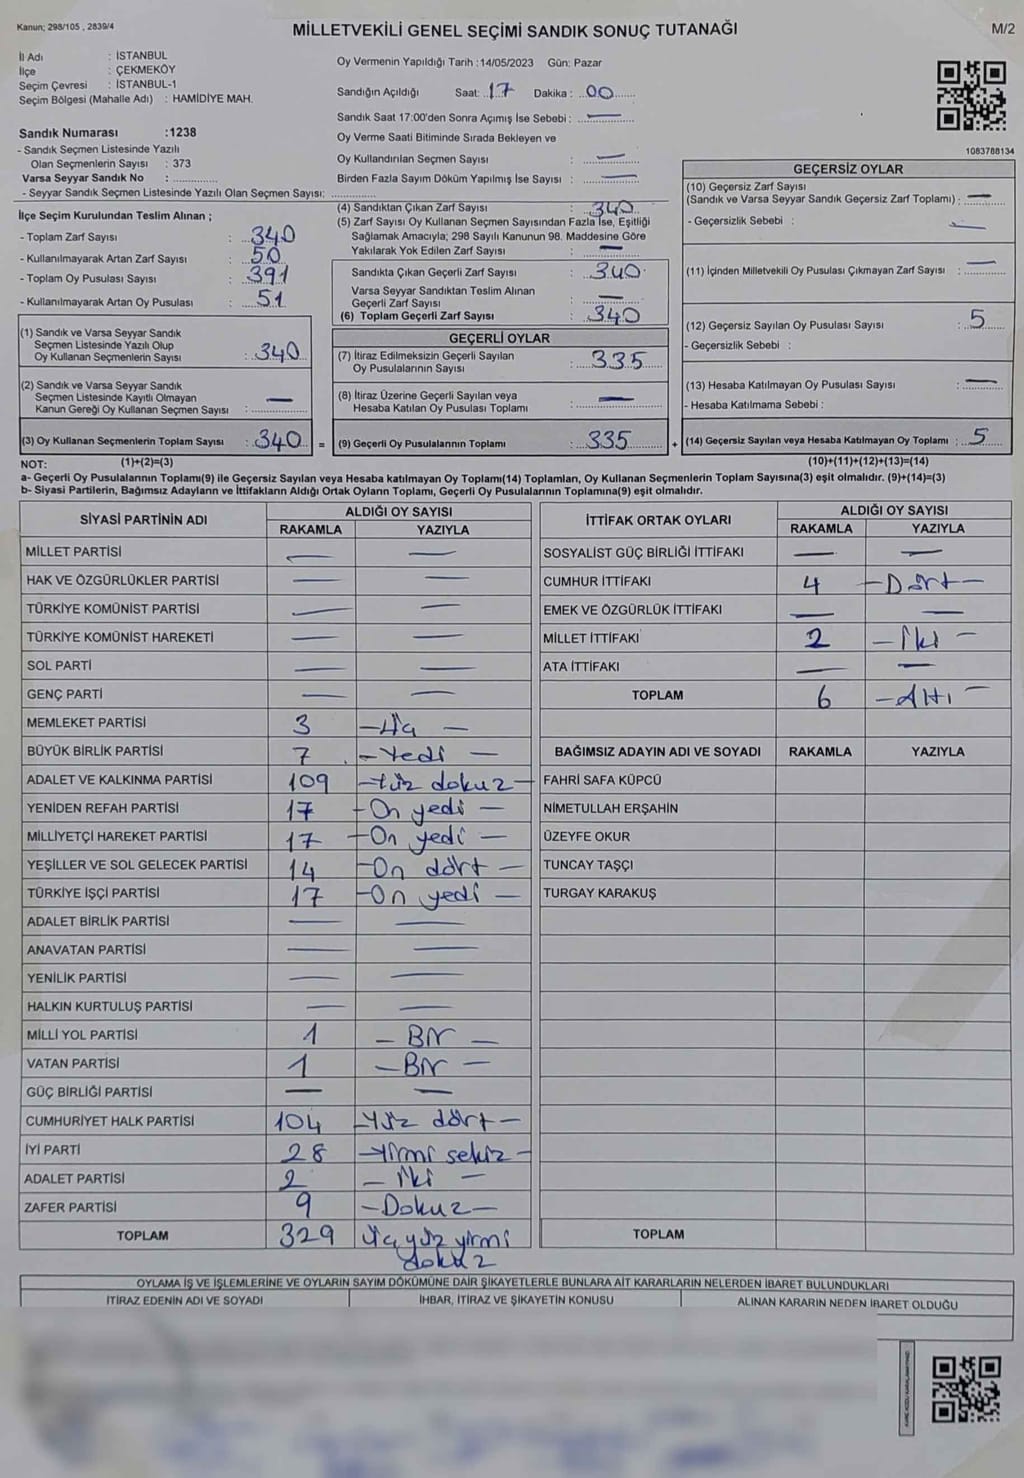 Kanun; 298/105 , 2839/4
MİLLETVEKİLİ GENEL SEÇİMİ SANDIK SONUÇ TUTANAĞI
M/2
İl Adı : İSTANBUL
İlçe : ÇEKMEKÖY
Seçim Çevresi : İSTANBUL-1
Seçim Bölgesi (Mahalle Adı) : HAMİDİYE MAH.
Sandık Numarası :1238
- Sandık Seçmen Listesinde Yazılı
Olan Seçmenlerin Sayısı : 373
Varsa Seyyar Sandık No :
- Seyyar Sandık Seçmen Listesinde Yazılı Olan Seçmen Sayısı:
Oy Vermenin Yapıldığı Tarih :14/05/2023 Gün: Pazar
Sandığın Açıldığı Saat: 17 Dakika : 00
Sandık Saat 17:00'den Sonra Açımış İse Sebebi : —
Oy Verme Saati Bitiminde Sırada Bekleyen ve
Oy Kullandırılan Seçmen Sayısı : —
Birden Fazla Sayım Döküm Yapılmış İse Sayısı : —
1083788134
İlçe Seçim Kurulundan Teslim Alınan ;
- Toplam Zarf Sayısı : 340
- Kullanılmayarak Artan Zarf Sayısı : 50
- Toplam Oy Pusulası Sayısı : 391
- Kullanılmayarak Artan Oy Pusulası : 51
(4) Sandıktan Çıkan Zarf Sayısı : 340
(5) Zarf Sayısı Oy Kullanan Seçmen Sayısından Fazla İse, Eşitliği
Sağlamak Amacıyla; 298 Sayılı Kanunun 98. Maddesine Göre
Yakılarak Yok Edilen Zarf Sayısı : —
Sandıkta Çıkan Geçerli Zarf Sayısı : 340
Varsa Seyyar Sandıktan Teslim Alınan
Geçerli Zarf Sayısı : —
(6) Toplam Geçerli Zarf Sayısı : 340
GEÇERSİZ OYLAR
(10) Geçersiz Zarf Sayısı
(Sandık ve Varsa Seyyar Sandık Geçersiz Zarf Toplamı) : —
- Geçersizlik Sebebi : —
(11) İçinden Milletvekili Oy Pusulası Çıkmayan Zarf Sayısı : —
(12) Geçersiz Sayılan Oy Pusulası Sayısı : 5
- Geçersizlik Sebebi :
(13) Hesaba Katılmayan Oy Pusulası Sayısı : —
- Hesaba Katılmama Sebebi :
(14) Geçersiz Sayılan veya Hesaba Katılmayan Oy Toplamı : 5
(1) Sandık ve Varsa Seyyar Sandık
Seçmen Listesinde Yazılı Olup
Oy Kullanan Seçmenlerin Sayısı : 340
(2) Sandık ve Varsa Seyyar Sandık
Seçmen Listesinde Kayıtlı Olmayan
Kanun Gereği Oy Kullanan Seçmen Sayısı : —
(3) Oy Kullanan Seçmenlerin Toplam Sayısı : 340 =
GEÇERLİ OYLAR
(7) İtiraz Edilmeksizin Geçerli Sayılan
Oy Pusulalarının Sayısı : 335
(8) İtiraz Üzerine Geçerli Sayılan veya
Hesaba Katılan Oy Pusulası Toplamı : —
(9) Geçerli Oy Pusulalarının Toplamı : 335 +
NOT: (1)+(2)=(3) (10)+(11)+(12)+(13)=(14)
a- Geçerli Oy Pusulalarının Toplamı(9) ile Geçersiz Sayılan veya Hesaba katılmayan Oy Toplamı(14) Toplamları, Oy Kullanan Seçmenlerin Toplam Sayısına(3) eşit olmalıdır. (9)+(14)=(3)
b- Siyasi Partilerin, Bağımsız Adayların ve İttifakların Aldığı Ortak Oyların Toplamı, Geçerli Oy Pusulalarının Toplamına(9) eşit olmalıdır.
SİYASİ PARTİNİN ADI ALDIĞI OY SAYISI
RAKAMLA YAZIYLA
MİLLET PARTİSİ — —
HAK VE ÖZGÜRLÜKLER PARTİSİ — —
TÜRKİYE KOMÜNİST PARTİSİ — —
TÜRKİYE KOMÜNİST HAREKETİ — —
SOL PARTİ — —
GENÇ PARTİ — —
MEMLEKET PARTİSİ 3 -Üç-
BÜYÜK BİRLİK PARTİSİ 7 -Yedi-
ADALET VE KALKINMA PARTİSİ 109 -Yüz dokuz-
YENİDEN REFAH PARTİSİ 17 -On yedi-
MİLLİYETÇİ HAREKET PARTİSİ 17 -On yedi-
YEŞİLLER VE SOL GELECEK PARTİSİ 14 -On dört-
TÜRKİYE İŞÇİ PARTİSİ 17 -On yedi-
ADALET BİRLİK PARTİSİ — —
ANAVATAN PARTİSİ — —
YENİLİK PARTİSİ — —
HALKIN KURTULUŞ PARTİSİ — —
MİLLİ YOL PARTİSİ 1 -Bir-
VATAN PARTİSİ 1 -Bir-
GÜÇ BİRLİĞİ PARTİSİ — —
CUMHURİYET HALK PARTİSİ 104 -Yüz dört-
İYİ PARTİ 28 -Yirmi sekiz-
ADALET PARTİSİ 2 -İki-
ZAFER PARTİSİ 9 -Dokuz-
TOPLAM 329 Üçyüz yirmi
dokuz
İTTİFAK ORTAK OYLARI ALDIĞI OY SAYISI
RAKAMLA YAZIYLA
SOSYALİST GÜÇ BİRLİĞİ İTTİFAKI — —
CUMHUR İTTİFAKI 4 -Dört-
EMEK VE ÖZGÜRLÜK İTTİFAKI — —
MİLLET İTTİFAKI 2 -İki-
ATA İTTİFAKI — —
TOPLAM 6 -Altı-
BAĞIMSIZ ADAYIN ADI VE SOYADI RAKAMLA YAZIYLA
FAHRİ SAFA KÜPCÜ
NİMETULLAH ERŞAHİN
ÜZEYFE OKUR
TUNCAY TAŞÇI
TURGAY KARAKUŞ
TOPLAM
OYLAMA İŞ VE İŞLEMLERİNE VE OYLARIN SAYIM DÖKÜMÜNE DAİR ŞİKAYETLERLE BUNLARA AİT KARARLARIN NELERDEN İBARET BULUNDUKLARI
İTİRAZ EDENİN ADI VE SOYADI İHBAR, İTİRAZ VE ŞİKAYETİN KONUSU ALINAN KARARIN NEDEN İBARET OLDUĞU